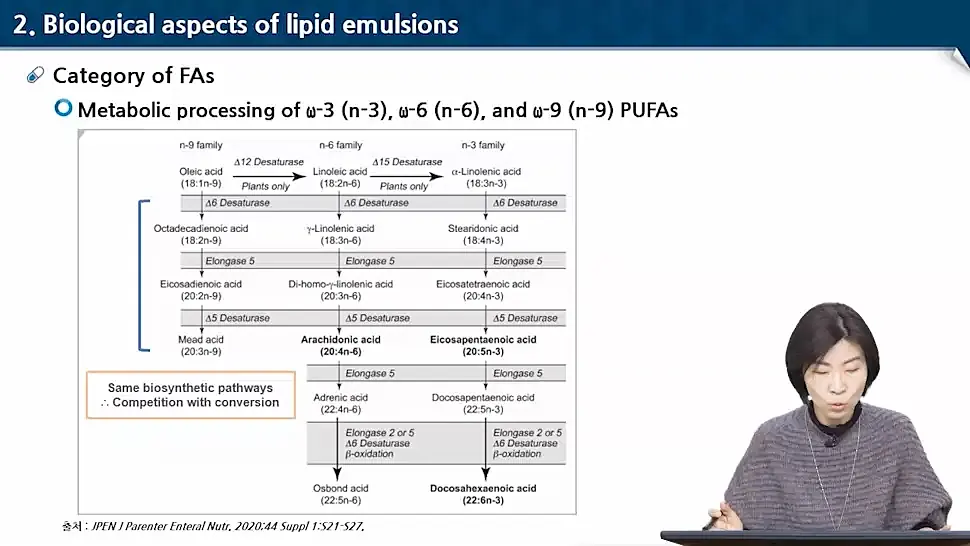 2. Biological aspects of lipid emulsions
Category of FAs
Metabolic processing of ω-3 (n-3), ω-6 (n-6), and ω-9 (n-9) PUFAs
n-9 family n-6 family n-3 family
Δ12 Desaturase Δ15 Desaturase
Oleic acid Linoleic acid α-Linolenic acid
(18:1n-9) Plants only (18:2n-6) Plants only (18:3n-3)
Δ6 Desaturase Δ6 Desaturase Δ6 Desaturase
Octadecadienoic acid γ-Linolenic acid Stearidonic acid
(18:2n-9) (18:3n-6) (18:4n-3)
Elongase 5 Elongase 5 Elongase 5
Eicosadienoic acid Di-homo-γ-linolenic acid Eicosatetraenoic acid
(20:2n-9) (20:3n-6) (20:4n-3)
Δ5 Desaturase Δ5 Desaturase Δ5 Desaturase
Mead acid Arachidonic acid Eicosapentaenoic acid
(20:3n-9) (20:4n-6) (20:5n-3)
Elongase 5 Elongase 5
Same biosynthetic pathways
∴ Competition with conversion
Adrenic acid Docosapentaenoic acid
(22:4n-6) (22:5n-3)
Elongase 2 or 5 Elongase 2 or 5
Δ6 Desaturase Δ6 Desaturase
β-oxidation β-oxidation
Osbond acid Docosahexaenoic acid
(22:5n-6) (22:6n-3)
출처 : JPEN J Parenter Enteral Nutr. 2020;44 Suppl 1:S21-S27.